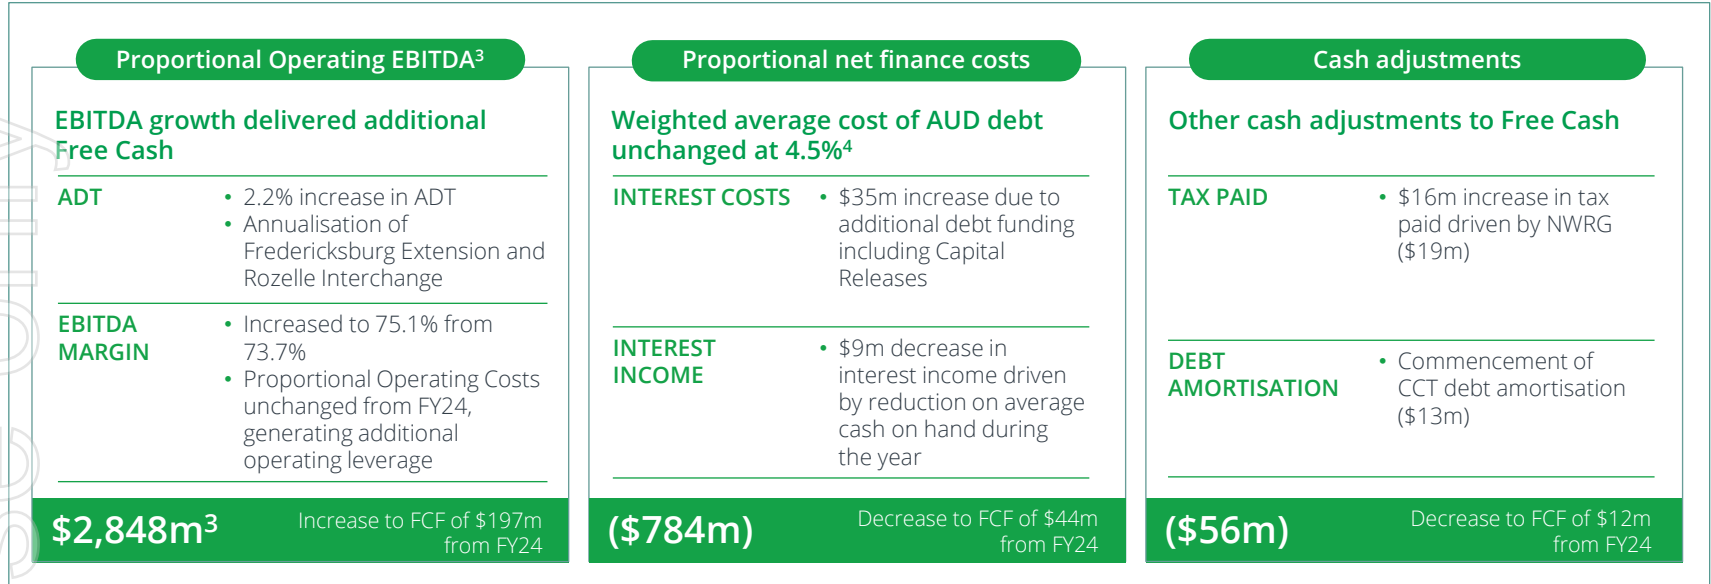 Proportional Operating EBITDA³
EBITDA growth delivered additional
Free Cash
ADT
• 2.2% increase in ADT
• Annualisation of
Fredericksburg Extension and
Rozelle Interchange
EBITDA
MARGIN
• Increased to 75.1% from
73.7%
• Proportional Operating Costs
unchanged from FY24,
generating additional
operating leverage
$2,848m³
Increase to FCF of $197m
from FY24
Proportional net finance costs
Weighted average cost of AUD debt
unchanged at 4.5%⁴
INTEREST COSTS
• $35m increase due to
additional debt funding
including Capital
Releases
INTEREST
INCOME
• $9m decrease in
interest income driven
by reduction on average
cash on hand during
the year
($784m)
Decrease to FCF of $44m
from FY24
Cash adjustments
Other cash adjustments to Free Cash
TAX PAID
• $16m increase in tax
paid driven by NWRG
($19m)
DEBT
AMORTISATION
• Commencement of
CCT debt amortisation
($13m)
($56m)
Decrease to FCF of $12m
from FY24
se only